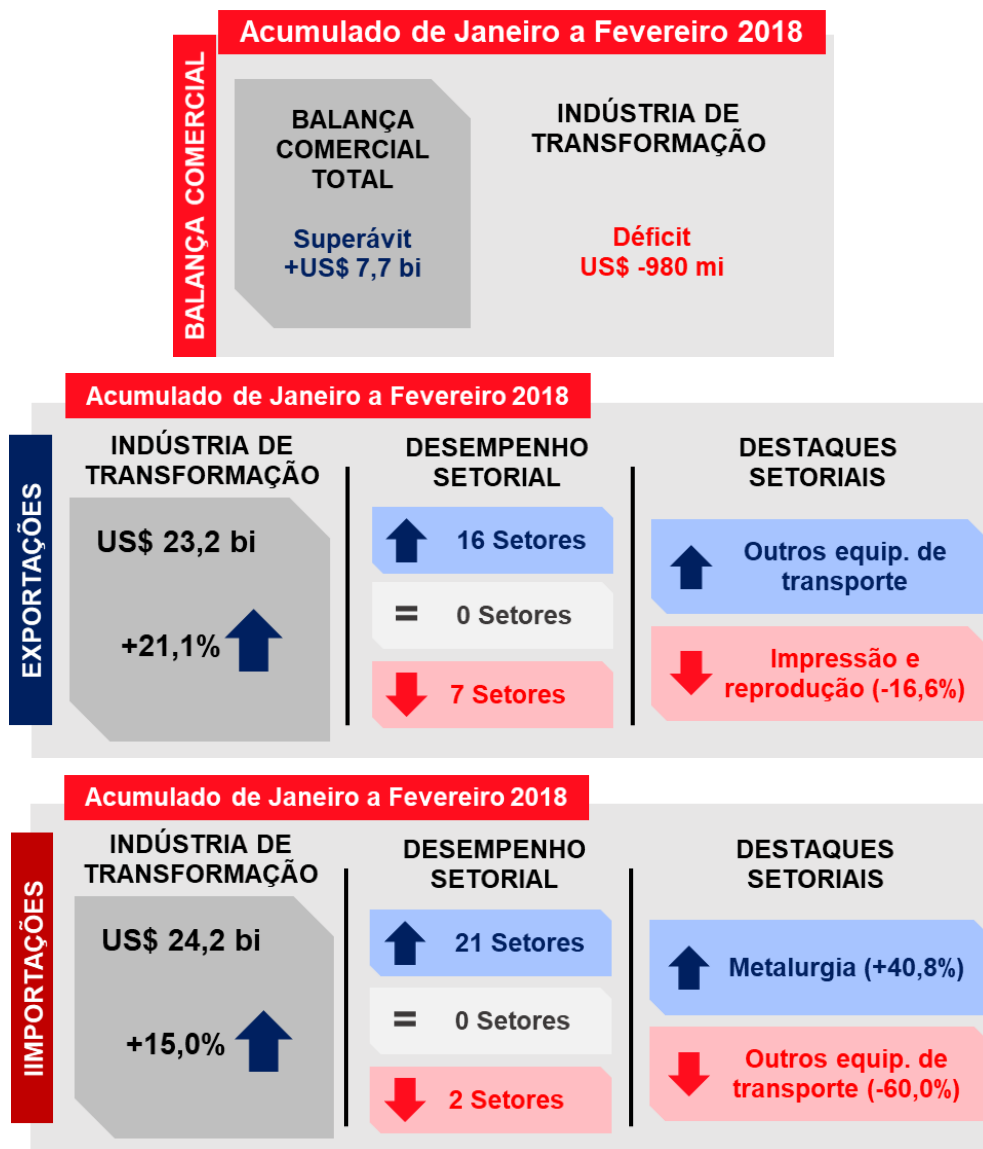 Acumulado de Janeiro a Fevereiro 2018
BALANÇA COMERCIAL
BALANÇA
COMERCIAL
TOTAL
Superávit
+US$ 7,7 bi
INDÚSTRIA DE
TRANSFORMAÇÃO
Déficit
US$ -980 mi
Acumulado de Janeiro a Fevereiro 2018
EXPORTAÇÕES
INDÚSTRIA DE
TRANSFORMAÇÃO
US$ 23,2 bi
+21,1%
DESEMPENHO
SETORIAL
16 Setores
= 0 Setores
7 Setores
DESTAQUES
SETORIAIS
Outros equip. de
transporte
Impressão e
reprodução (-16,6%)
Acumulado de Janeiro a Fevereiro 2018
IIMPORTAÇÕES
INDÚSTRIA DE
TRANSFORMAÇÃO
US$ 24,2 bi
+15,0%
DESEMPENHO
SETORIAL
21 Setores
= 0 Setores
2 Setores
DESTAQUES
SETORIAIS
Metalurgia (+40,8%)
Outros equip. de
transporte (-60,0%)